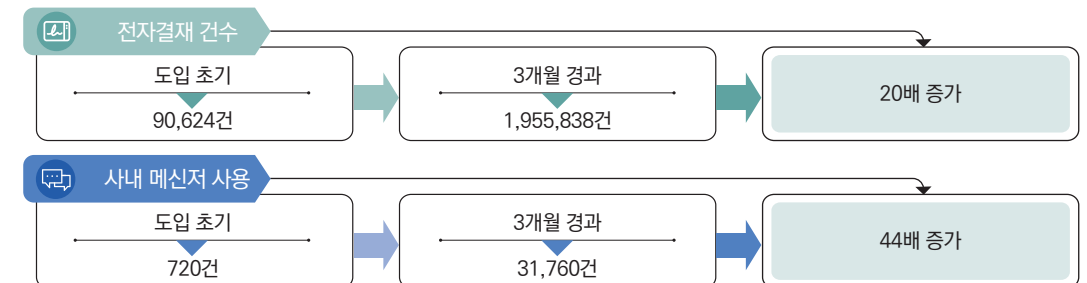 전자결재 건수
도입 초기
90,624건
3개월 경과
1,955,838건
20배 증가
사내 메신저 사용
도입 초기
720건
3개월 경과
31,760건
44배 증가